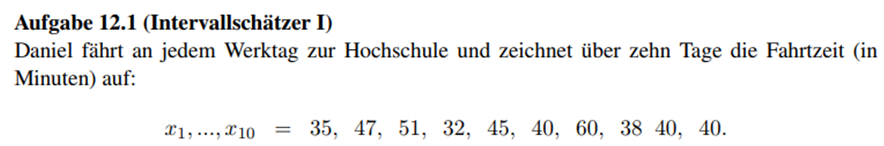 Aufgabe 12.1 (Intervallschätzer I)
Daniel fährt an jedem Werktag zur Hochschule und zeichnet über zehn Tage die Fahrtzeit (in
Minuten) auf:
x₁, ..., x₁₀ = 35, 47, 51, 32, 45, 40, 60, 38 40, 40.